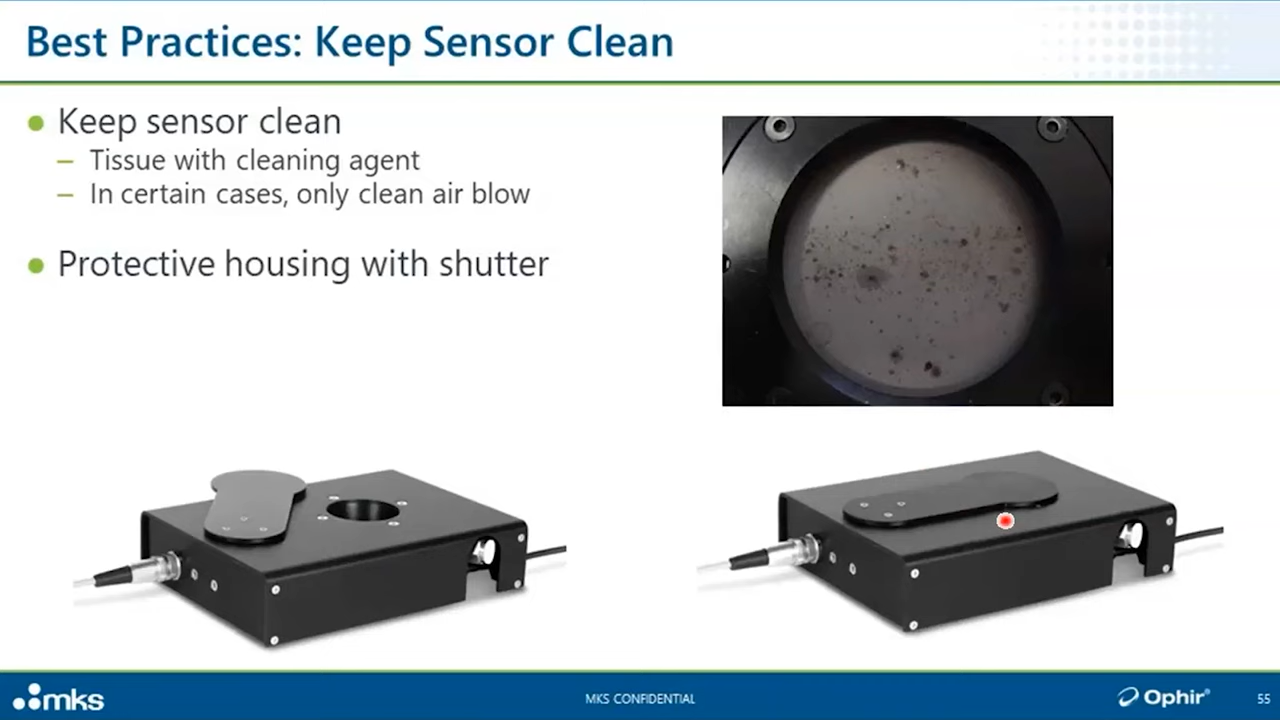 Best Practices: Keep Sensor Clean
Keep sensor clean
– Tissue with cleaning agent
– In certain cases, only clean air blow
Protective housing with shutter
mks
MKS CONFIDENTIAL
Ophir®
55